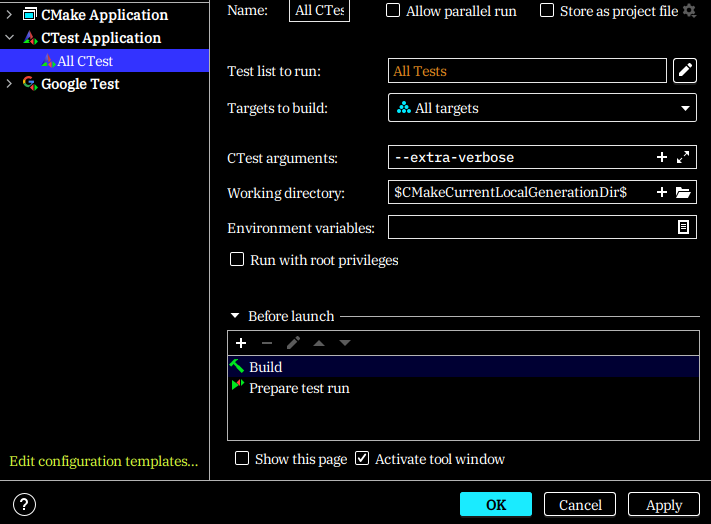 CMake Application
CTest Application
All CTest
Google Test
Edit configuration templates...
Name: All CTes
Allow parallel run
Store as project file
Test list to run: All Tests
Targets to build: All targets
CTest arguments: --extra-verbose
Working directory: $CMakeCurrentLocalGenerationDir$
Environment variables:
Run with root privileges
Before launch
Build
Prepare test run
Show this page
Activate tool window
?
OK
Cancel
Apply